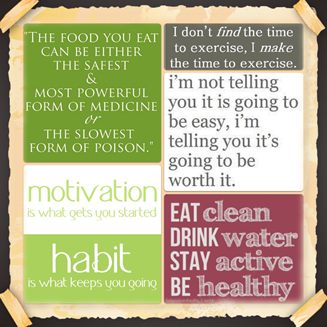 "THE FOOD YOU EAT
CAN BE EITHER
THE SAFEST
&
MOST POWERFUL
FORM OF MEDICINE
or
THE SLOWEST
FORM OF POISON."
I don't find the time
to exercise, I make
the time to exercise.
i'm not telling
you it is going to
be easy, i'm
telling you it's
going to be
worth it.
motivation
is what gets you started
habit
is what keeps you going
EAT clean
DRINK water
STAY active
BE healthy